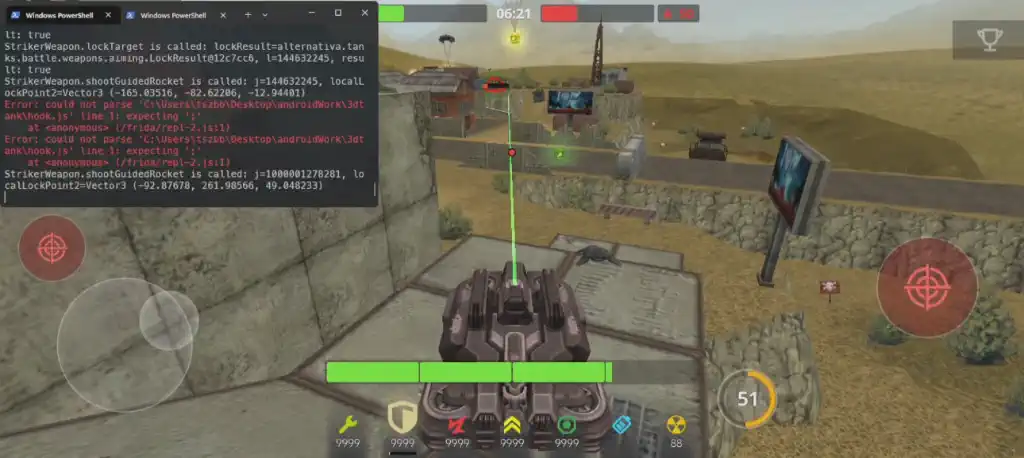 Windows PowerShell
Windows PowerShell
lt: true
StrikerWeapon.lockTarget is called: lockResult=alternativa.tan
ks.battle.weapons.aiming.LockResult@12c7cc6, l=144632245, resu
lt: true
StrikerWeapon.shootGuidedRocket is called: j=144632245, localL
ockPoint2=Vector3 (-165.03516, -82.62206, -12.94401)
Error: could not parse 'C:\Users\tszbb\Desktop\androidWork\3dt
ank\hook.js' line 1: expecting ';'
at <anonymous> (/frida/repl-2.js:1)
Error: could not parse 'C:\Users\tszbb\Desktop\androidWork\3dt
ank\hook.js' line 1: expecting ';'
at <anonymous> (/frida/repl-2.js:1)
StrikerWeapon.shootGuidedRocket is called: j=1000001278281, lo
calLockPoint2=Vector3 (-92.87678, 261.98566, 49.048233)
06:21
51
9999
9999
9999
9999
9999
88